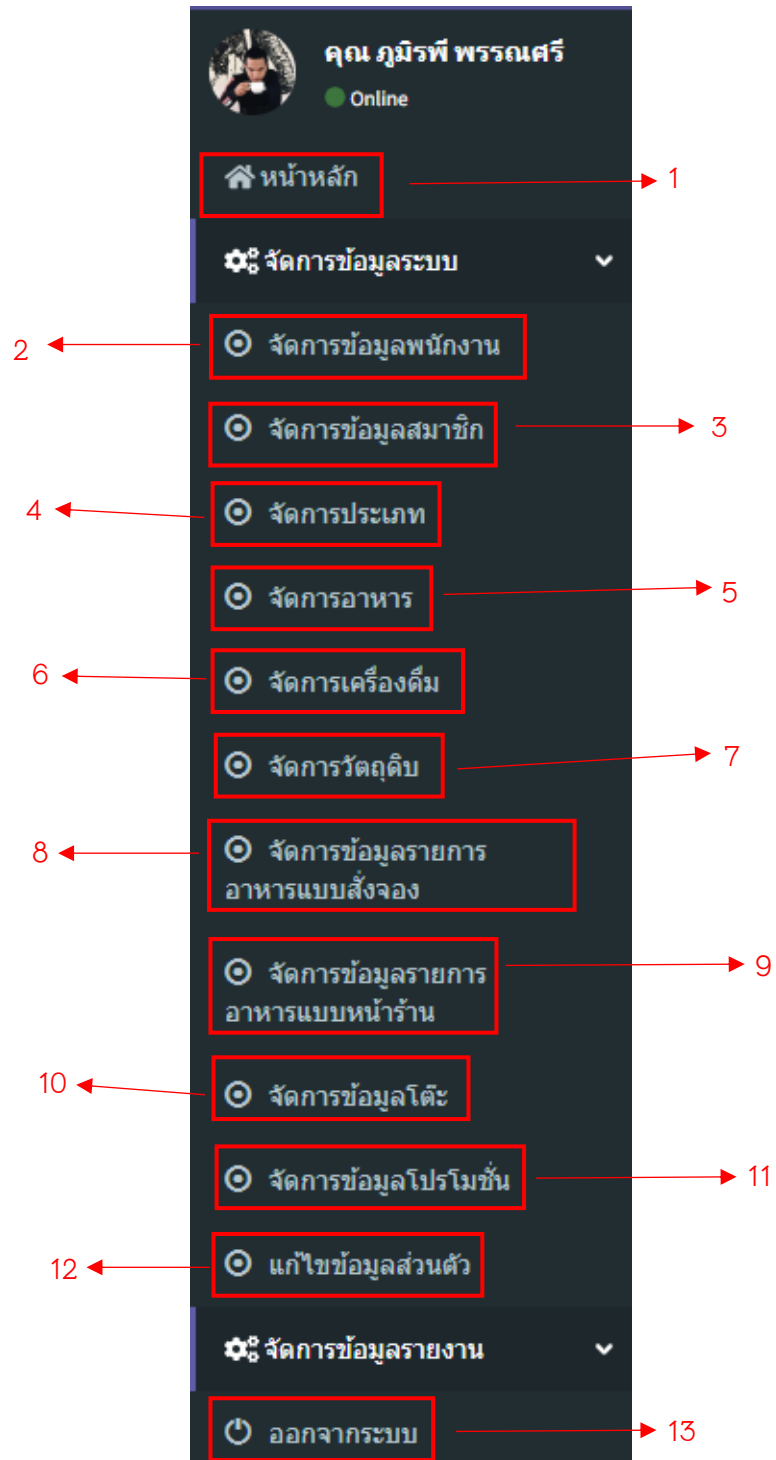 คุณ ภูมิรพี พรรณศรี
Online
หน้าหลัก
1
จัดการข้อมูลระบบ
2
จัดการข้อมูลพนักงาน
จัดการข้อมูลสมาชิก
3
4
จัดการประเภท
จัดการอาหาร
5
6
จัดการเครื่องดื่ม
จัดการวัตถุดิบ
7
8
จัดการข้อมูลรายการ
อาหารแบบสั่งจอง
จัดการข้อมูลรายการ
อาหารแบบหน้าร้าน
9
10
จัดการข้อมูลโต๊ะ
จัดการข้อมูลโปรโมชั่น
11
12
แก้ไขข้อมูลส่วนตัว
จัดการข้อมูลรายงาน
ออกจากระบบ
13